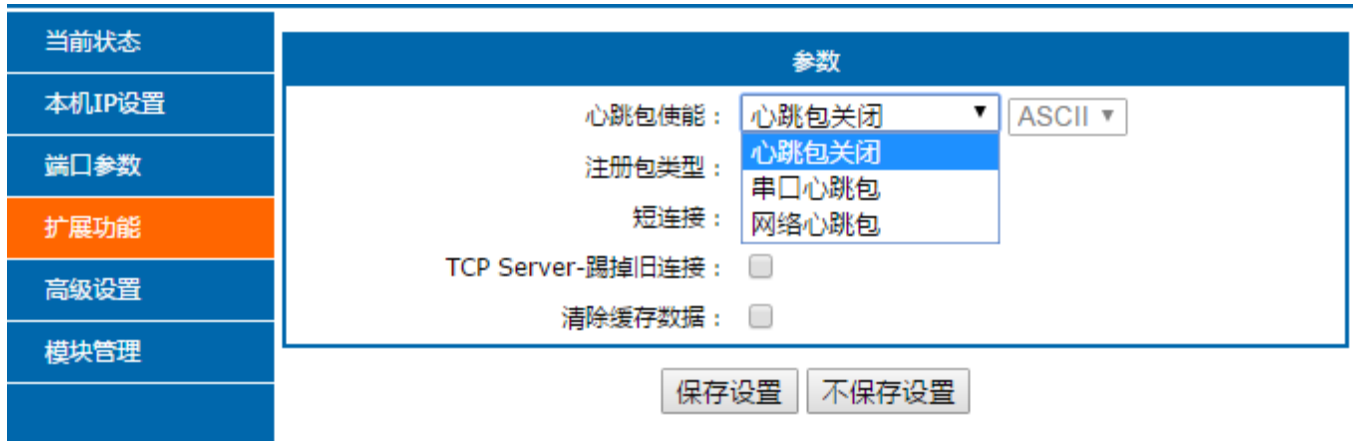 当前状态
本机IP设置
端口参数
扩展功能
高级设置
模块管理
参数
心跳包使能： 心跳包关闭 ASCII
心跳包关闭
注册包类型：
串口心跳包
短连接：
网络心跳包
TCP Server-踢掉旧连接：
清除缓存数据：
保存设置 不保存设置